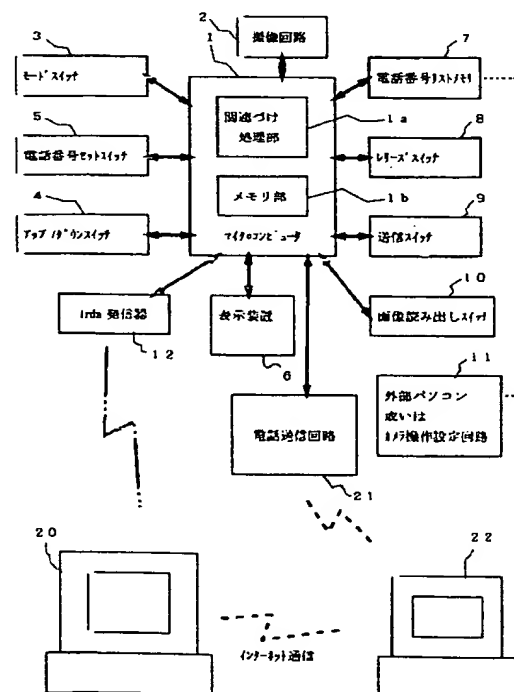 2
撮像回路
3
モードスイッチ
1
7
電話番号リストメモリ
関連づけ
処理部
1a
5
電話番号セットスイッチ
8
レリーズスイッチ
メモリ部
1b
4
アップ/ダウンスイッチ
マイクロコンピュータ
9
送信スイッチ
10
画像読み出しスイッチ
Irda 発信器
12
表示装置
6
11
外部パソコン
或いは
カメラ操作設定回路
電話送信回路
21
20
22
インターネット通信